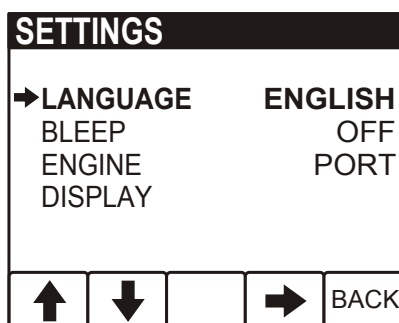 SETTINGS
LANGUAGE ENGLISH
BLEEP OFF
ENGINE PORT
DISPLAY
BACK